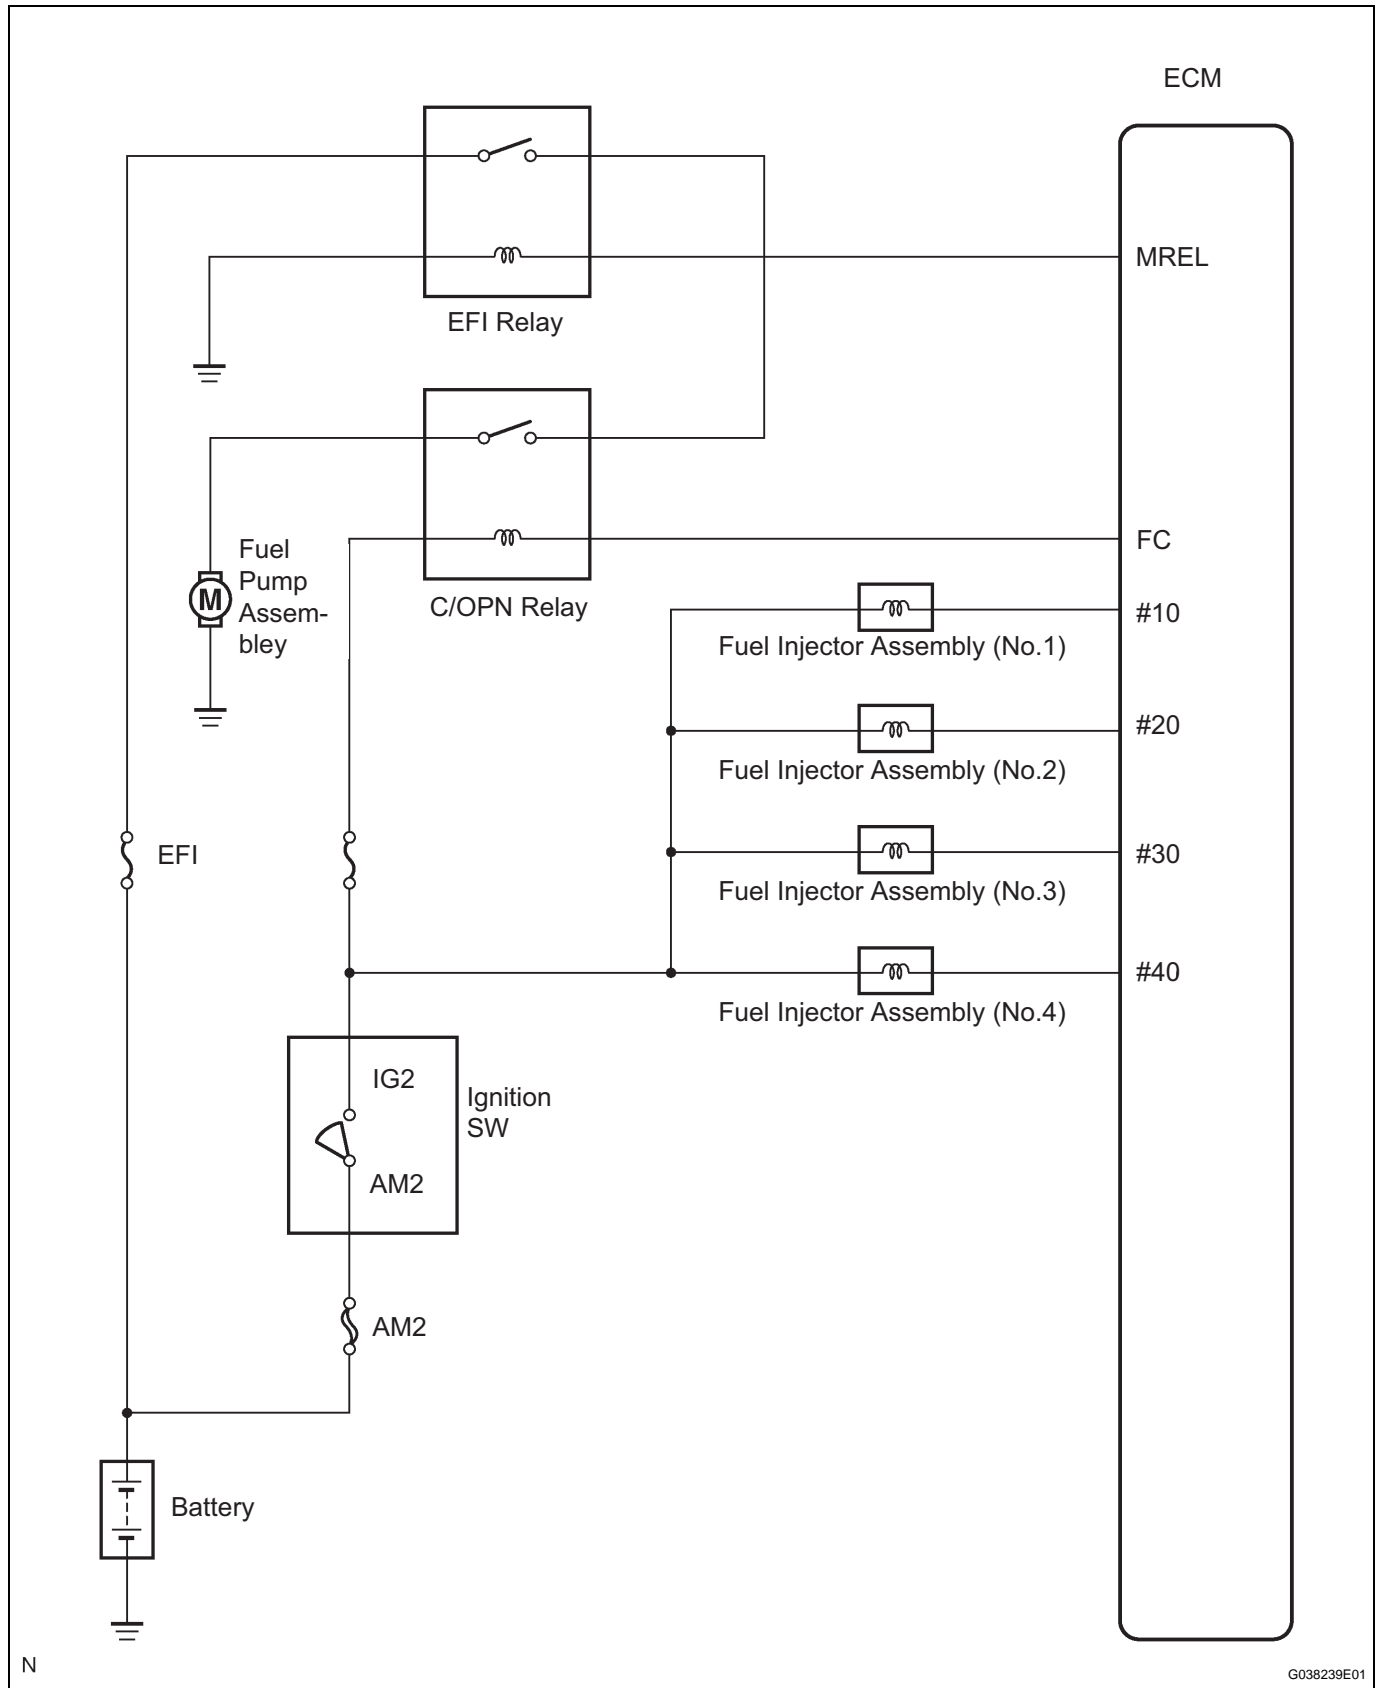 ECM
MREL
EFI Relay
Fuel
Pump
Assem-
bley
FC
C/OPN Relay
#10
Fuel Injector Assembly (No.1)
#20
Fuel Injector Assembly (No.2)
EFI
#30
Fuel Injector Assembly (No.3)
#40
Fuel Injector Assembly (No.4)
IG2
Ignition
SW
AM2
AM2
Battery
N
G038239E01
M